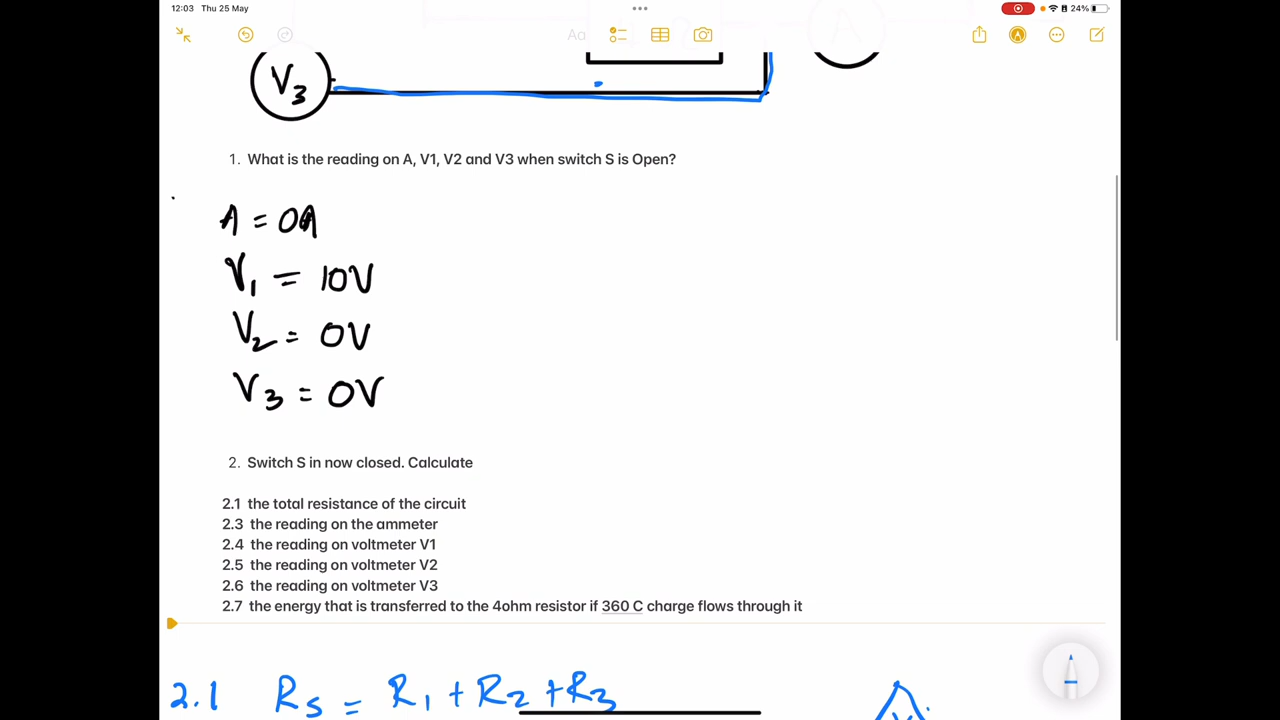 12:03 Thu 25 May
24%
Aa
A
V3
1. What is the reading on A, V1, V2 and V3 when switch S is Open?
A = 0A
V1 = 10V
V2 = 0V
V3 = 0V
2. Switch S in now closed. Calculate
2.1 the total resistance of the circuit
2.3 the reading on the ammeter
2.4 the reading on voltmeter V1
2.5 the reading on voltmeter V2
2.6 the reading on voltmeter V3
2.7 the energy that is transferred to the 4ohm resistor if 360 C charge flows through it
2.1 Rs = R1 + R2 + R3